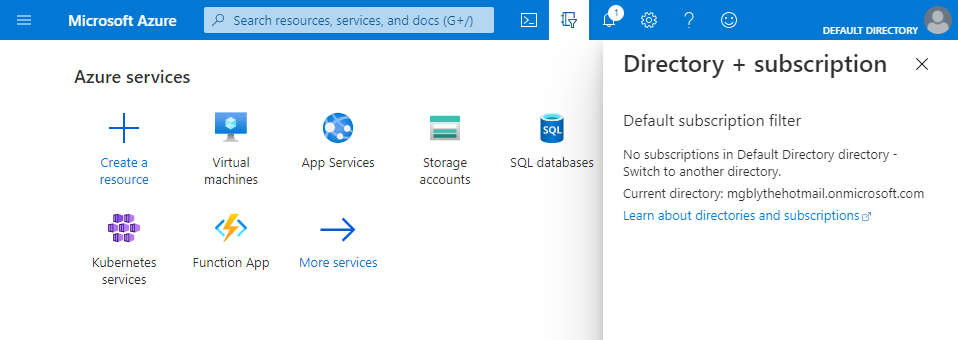 Microsoft Azure
Search resources, services, and docs (G+/)
1
DEFAULT DIRECTORY
Azure services
Create a
resource
Virtual
machines
App Services
Storage
accounts
SQL
SQL databases
Kubernetes
services
Function App
More services
Directory + subscription
Default subscription filter
No subscriptions in Default Directory directory -
Switch to another directory.
Current directory: mgblythehotmail.onmicrosoft.com
Learn about directories and subscriptions